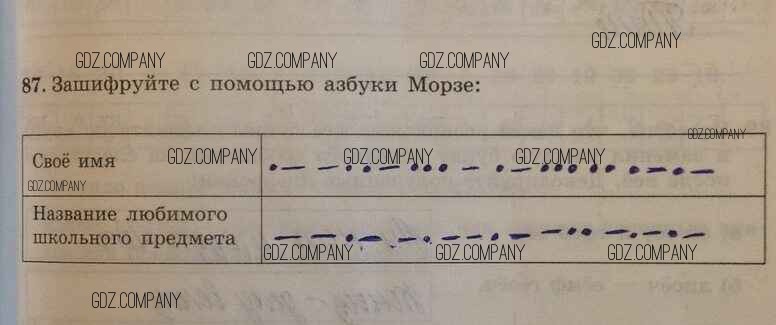 GDZ.COMPANY
GDZ.COMPANY GDZ.COMPANY GDZ.COMPANY
87. Зашифруйте с помощью азбуки Морзе:
GDZ.COMPANY
Своё имя GDZ.COMPANY GDZ.COMPANY GDZ.COMPANY
GDZ.COMPANY
Название любимого
школьного предмета
GDZ.COMPANY GDZ.COMPANY GDZ.COMPANY
GDZ.COMPANY